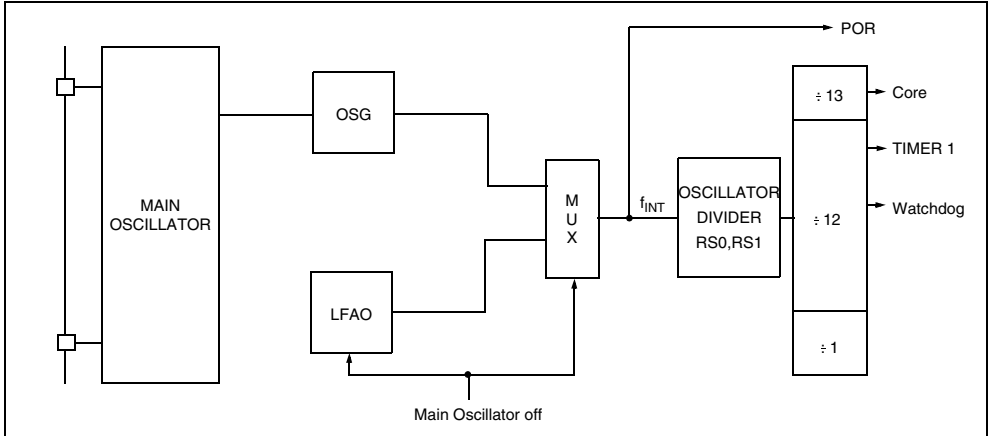 POR
÷ 13
Core
OSG
TIMER 1
MAIN
OSCILLATOR
M
U
X
fINT
OSCILLATOR
DIVIDER
RS0,RS1
÷ 12
Watchdog
LFAO
÷ 1
Main Oscillator off